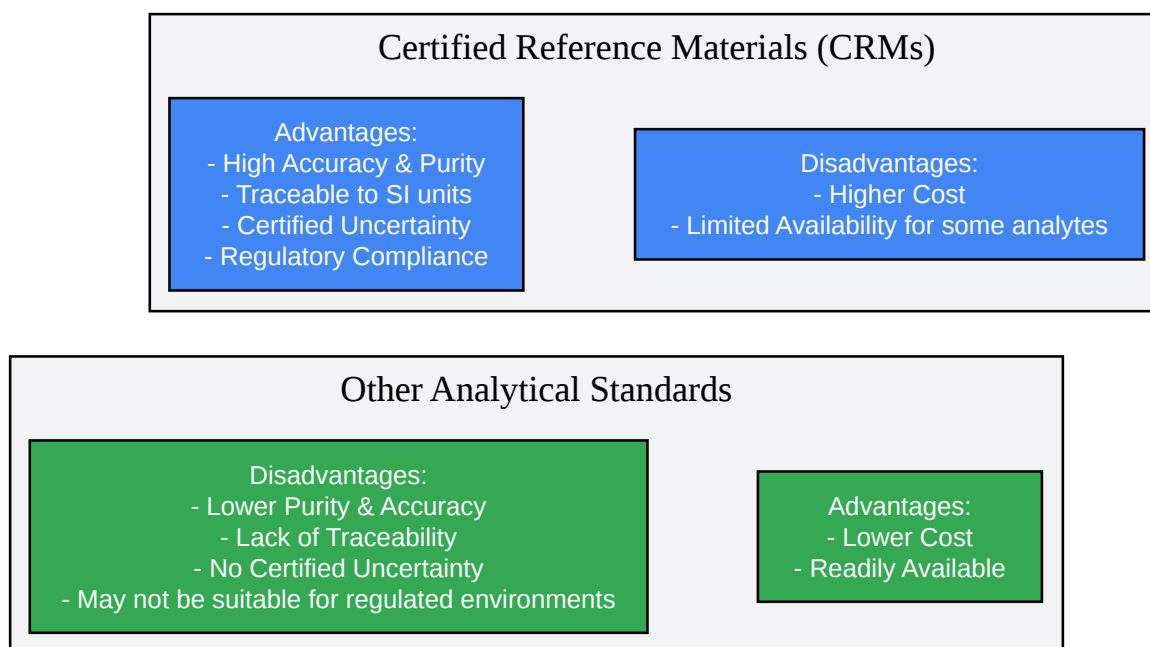 Certified Reference Materials (CRMs)
Advantages:
- High Accuracy & Purity
- Traceable to SI units
- Certified Uncertainty
- Regulatory Compliance
Disadvantages:
- Higher Cost
- Limited Availability for some analytes
Other Analytical Standards
Disadvantages:
- Lower Purity & Accuracy
- Lack of Traceability
- No Certified Uncertainty
- May not be suitable for regulated environments
Advantages:
- Lower Cost
- Readily Available